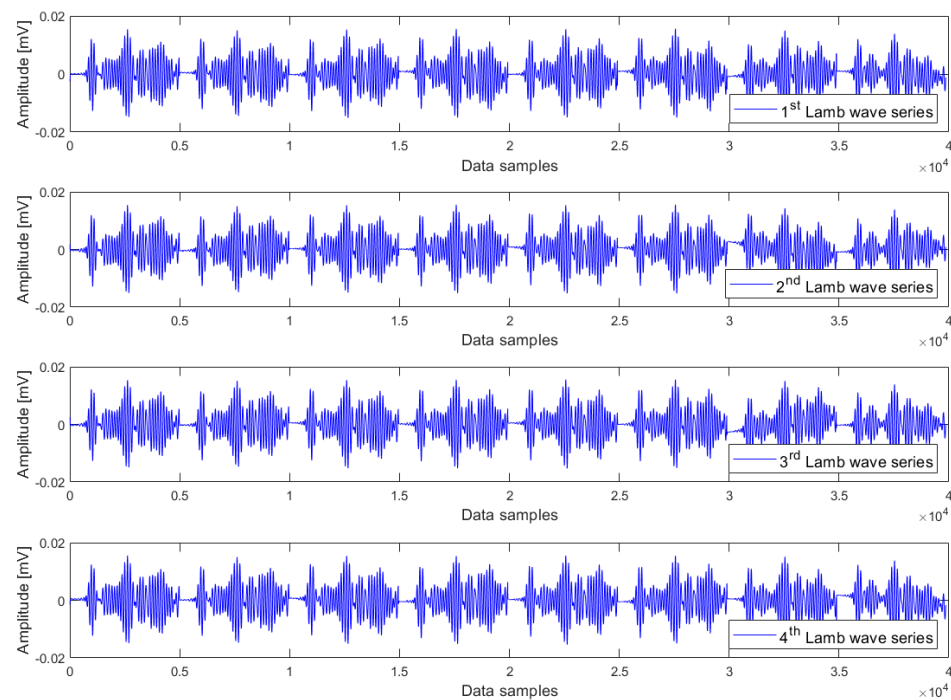 Amplitude [mV]
0.02
0
-0.02
1st Lamb wave series
0 0.5 1 1.5 2 2.5 3 3.5 4
Data samples
×10^4
Amplitude [mV]
0.02
0
-0.02
2nd Lamb wave series
0 0.5 1 1.5 2 2.5 3 3.5 4
Data samples
×10^4
Amplitude [mV]
0.02
0
-0.02
3rd Lamb wave series
0 0.5 1 1.5 2 2.5 3 3.5 4
Data samples
×10^4
Amplitude [mV]
0.02
0
-0.02
4th Lamb wave series
0 0.5 1 1.5 2 2.5 3 3.5 4
Data samples
×10^4